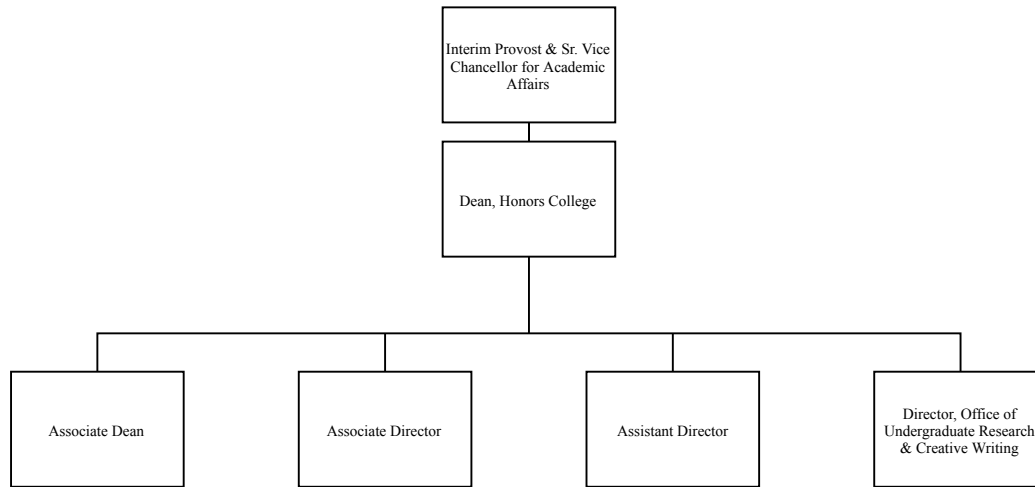 Interim Provost & Sr. Vice
Chancellor for Academic
Affairs
Dean, Honors College
Associate Dean
Associate Director
Assistant Director
Director, Office of
Undergraduate Research
& Creative Writing